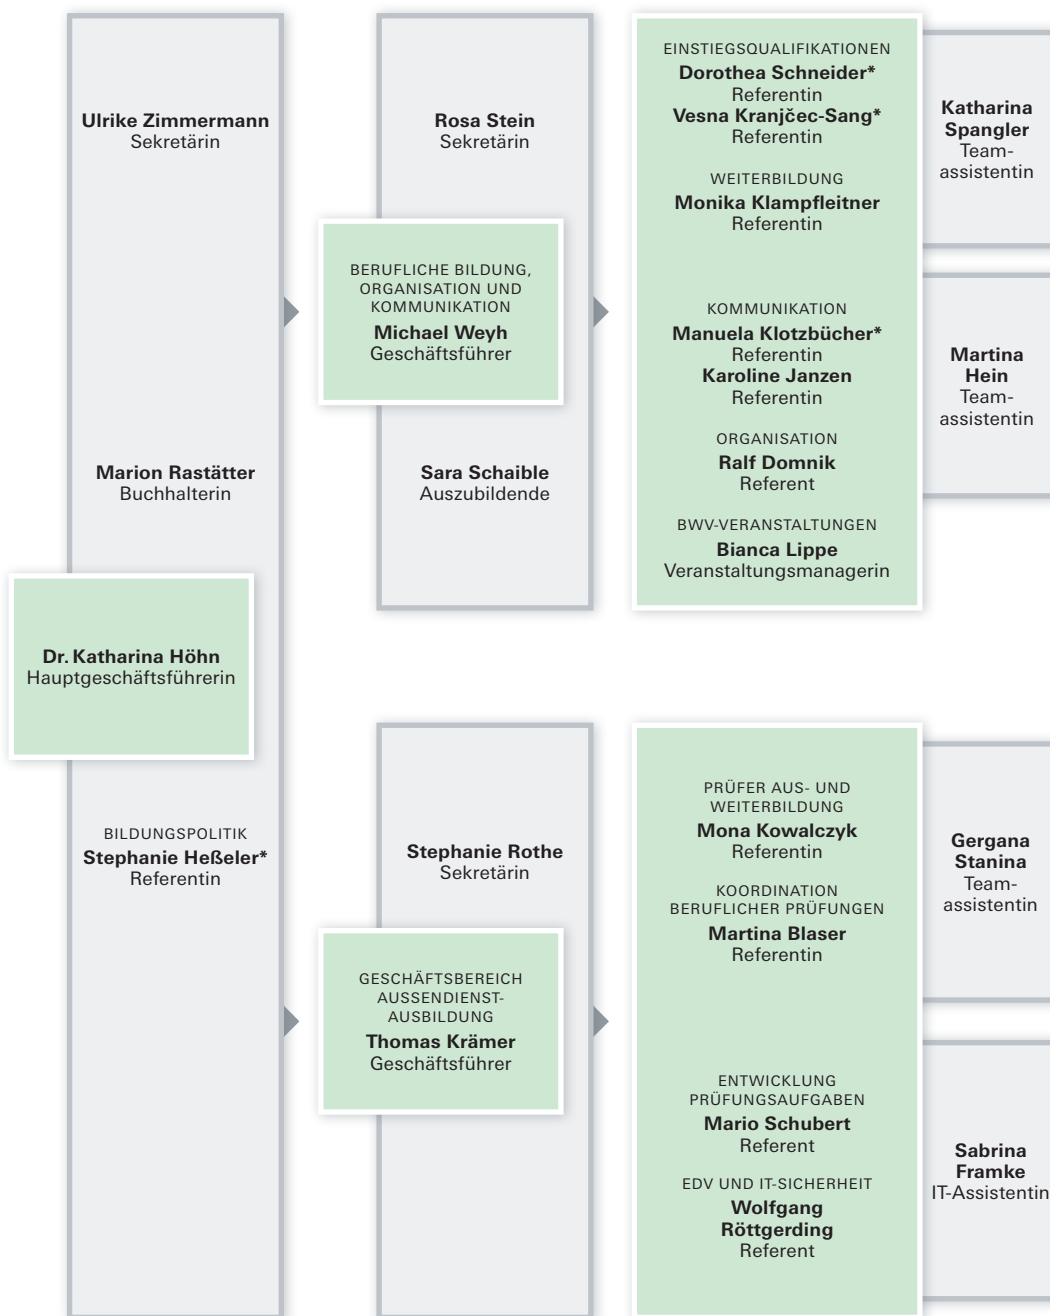 Ulrike Zimmermann
Sekretärin
Marion Rastätter
Buchhalterin
Dr. Katharina Höhn
Hauptgeschäftsführerin
BILDUNGSPOLITIK
Stephanie Heßeler*
Referentin
Rosa Stein
Sekretärin
BERUFLICHE BILDUNG,
ORGANISATION UND
KOMMUNIKATION
Michael Weyh
Geschäftsführer
Sara Schaible
Auszubildende
EINSTIEGSQUALIFIKATIONEN
Dorothea Schneider*
Referentin
Vesna Kranjčec-Sang*
Referentin
WEITERBILDUNG
Monika Klampfleitner
Referentin
KOMMUNIKATION
Manuela Klotzbücher*
Referentin
Karoline Janzen
Referentin
ORGANISATION
Ralf Domnik
Referent
BWV-VERANSTALTUNGEN
Bianca Lippe
Veranstaltungsmanagerin
Katharina
Spangler
Team-
assistentin
Martina
Hein
Team-
assistentin
Stephanie Rothe
Sekretärin
GESCHÄFTSBEREICH
AUSSENDIENST-
AUSBILDUNG
Thomas Krämer
Geschäftsführer
PRÜFER AUS- UND
WEITERBILDUNG
Mona Kowalczyk
Referentin
KOORDINATION
BERUFLICHER PRÜFUNGEN
Martina Blaser
Referentin
ENTWICKLUNG
PRÜFUNGSAUFGABEN
Mario Schubert
Referent
EDV UND IT-SICHERHEIT
Wolfgang
Röttgerding
Referent
Gergana
Stanina
Team-
assistentin
Sabrina
Framke
IT-Assistentin